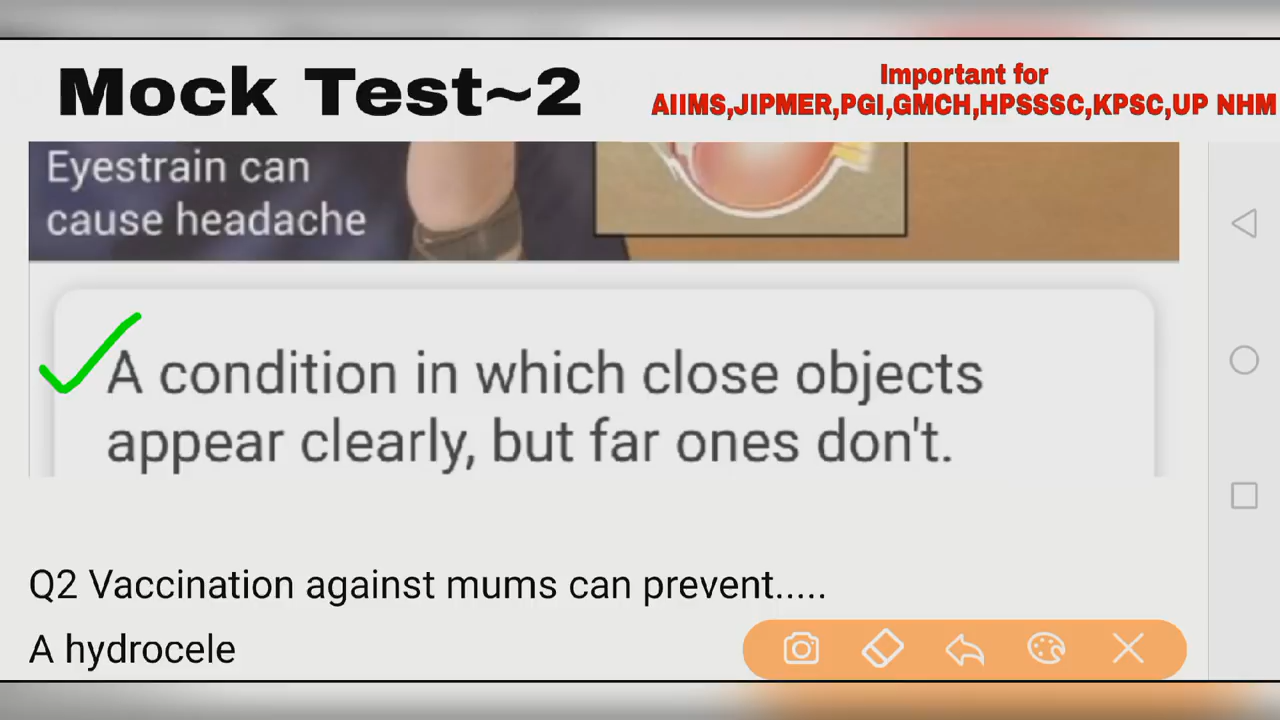 Mock Test~2
Important for
AIIMS,JIPMER,PGI,GMCH,HPSSSC,KPSC,UP NHM
Eyestrain can
cause headache
A condition in which close objects
appear clearly, but far ones don't.
Q2 Vaccination against mums can prevent.....
A hydrocele